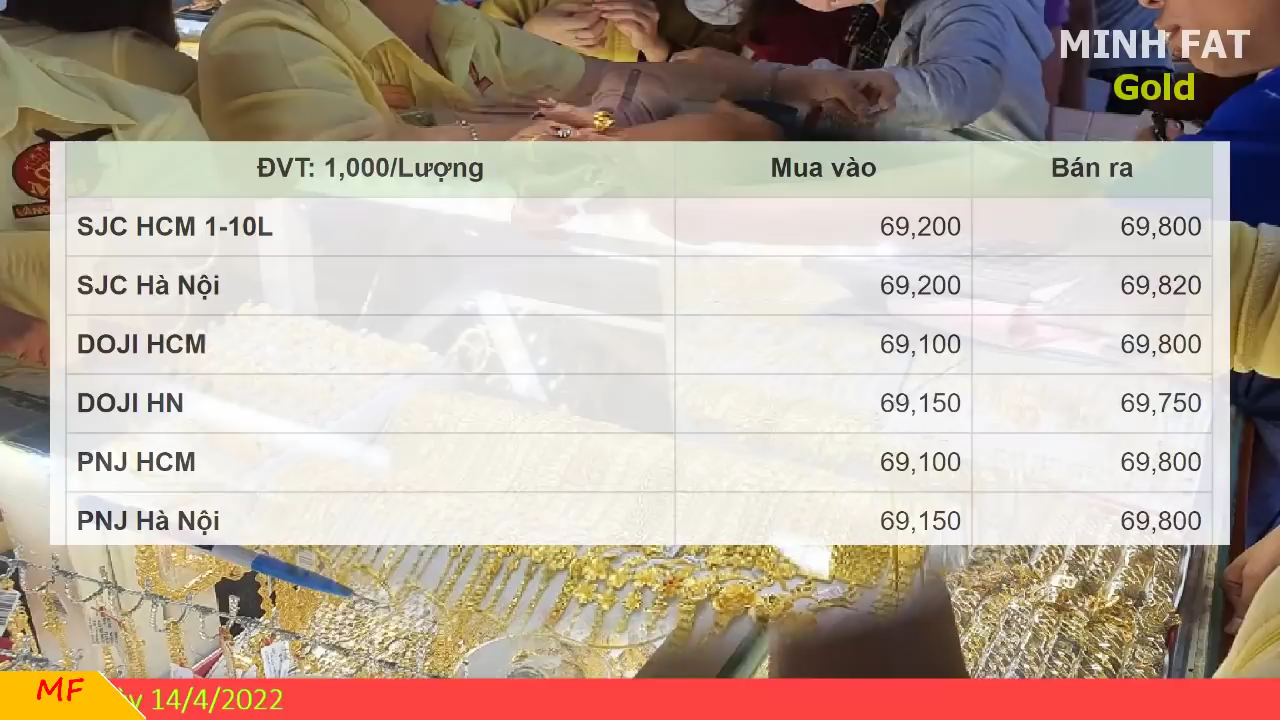 MINH FAT
Gold
ĐVT: 1,000/Lượng Mua vào Bán ra
SJC HCM 1-10L 69,200 69,800
SJC Hà Nội 69,200 69,820
DOJI HCM 69,100 69,800
DOJI HN 69,150 69,750
PNJ HCM 69,100 69,800
PNJ Hà Nội 69,150 69,800
MF 14/4/2022